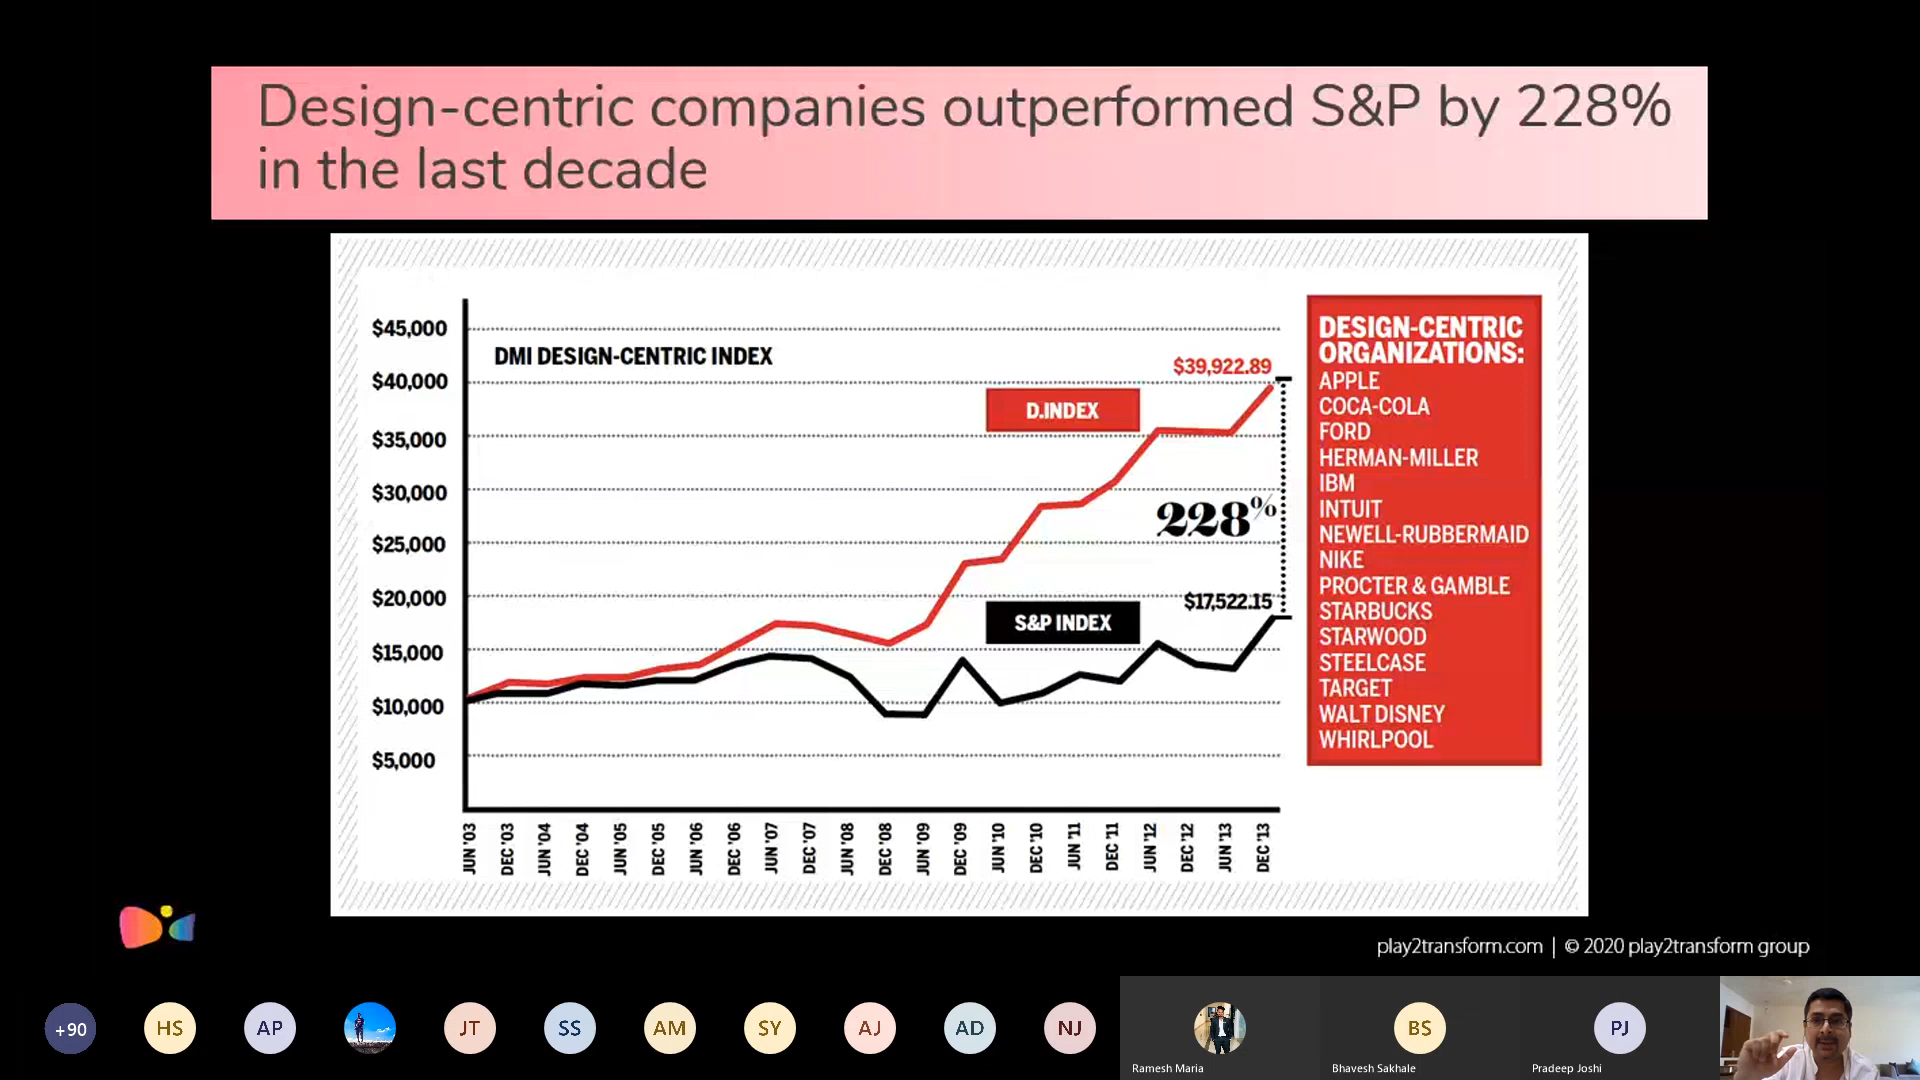 Design-centric companies outperformed S&P by 228%
in the last decade
DMI DESIGN-CENTRIC INDEX
$45,000
$40,000
$35,000
$30,000
$25,000
$20,000
$15,000
$10,000
$5,000
$39,922.89
D.INDEX
228%
$17,522.15
S&P INDEX
JUN '03
DEC '03
JUN '04
DEC '04
JUN '05
DEC '05
JUN '06
DEC '06
JUN '07
DEC '07
JUN '08
DEC '08
JUN '09
DEC '09
JUN '10
DEC '10
JUN '11
DEC '11
JUN '12
DEC '12
JUN '13
DEC '13
DESIGN-CENTRIC
ORGANIZATIONS:
APPLE
COCA-COLA
FORD
HERMAN-MILLER
IBM
INTUIT
NEWELL-RUBBERMAID
NIKE
PROCTER & GAMBLE
STARBUCKS
STARWOOD
STEELCASE
TARGET
WALT DISNEY
WHIRLPOOL
play2transform.com | © 2020 play2transform group
+90
HS
AP
JT
SS
AM
SY
AJ
AD
NJ
Ramesh Maria
BS
Bhavesh Sakhale
PJ
Pradeep Joshi